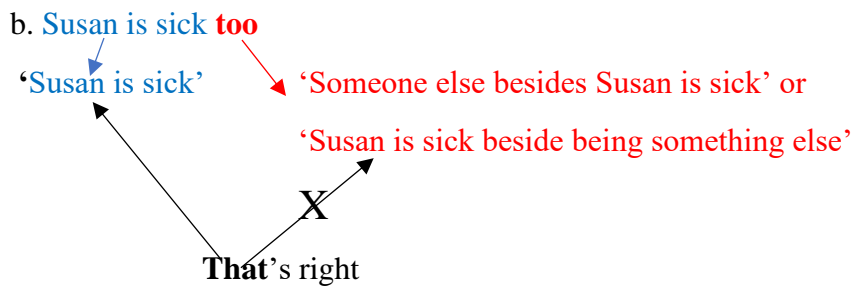 b. Susan is sick too
‘Susan is sick’
‘Someone else besides Susan is sick’ or
‘Susan is sick beside being something else’
X
That’s right